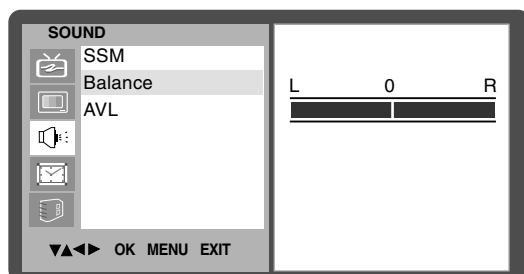 SOUND
SSM
Balance
AVL
L 0 R
▼▲◀▶ OK MENU EXIT